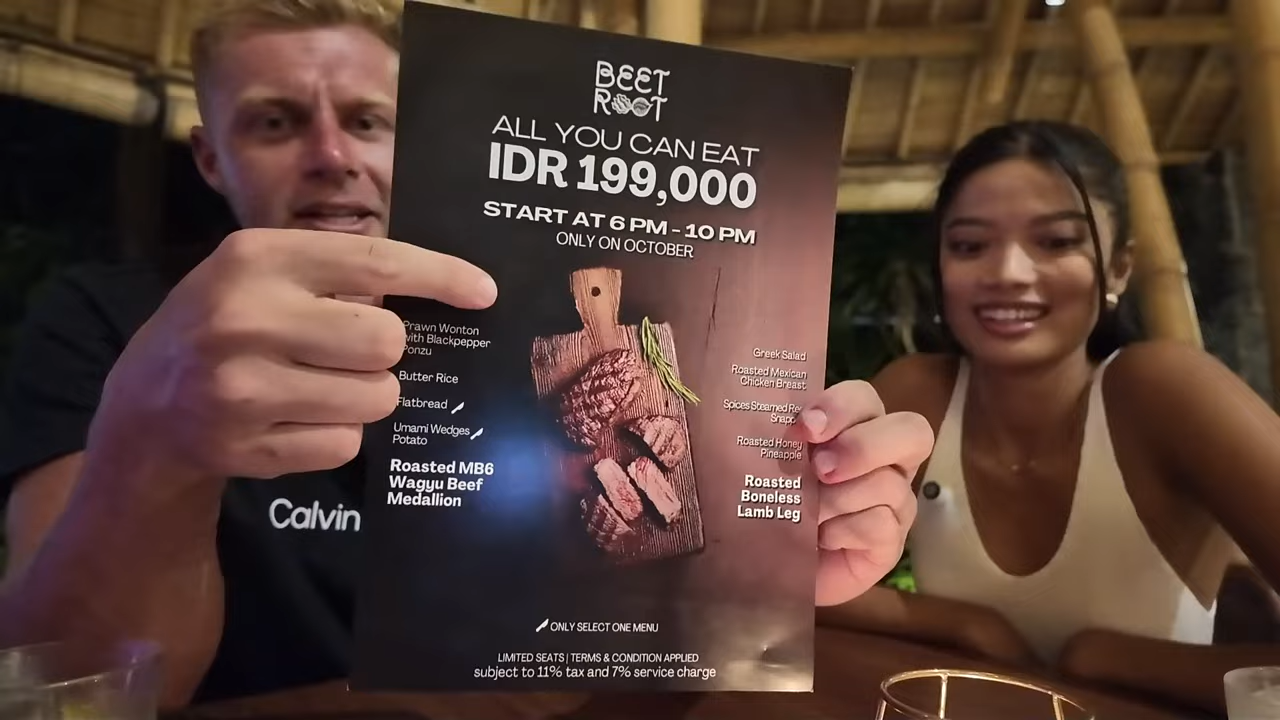 BEET
ROOT
ALL YOU CAN EAT
IDR 199,000
START AT 6 PM - 10 PM
ONLY ON OCTOBER
Prawn Wonton
with Blackpepper
Ponzu
Butter Rice
Flatbread
Umami Wedges
Potato
Roasted MB6
Wagyu Beef
Medallion
Greek Salad
Roasted Mexican
Chicken Breast
Spices Steamed
Roasted Honey
Pineapple
Roasted
Boneless
Lamb Leg
ONLY SELECT ONE MENU
LIMITED SEATS | TERMS & CONDITION APPLIED
subject to 11% tax and 7% service charge
Calvin